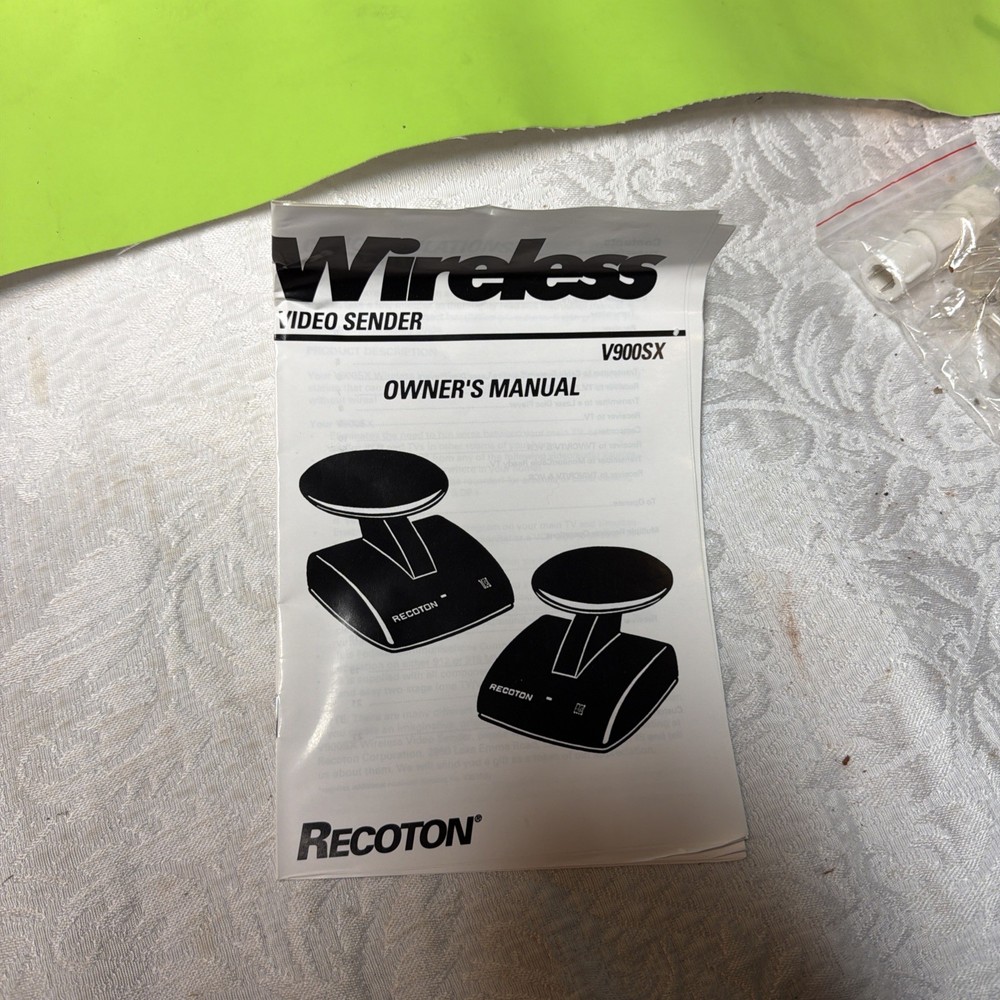 Wireless
VIDEO SENDER
V900SX
OWNER'S MANUAL
RECOTON
RECOTON
RECOTON®